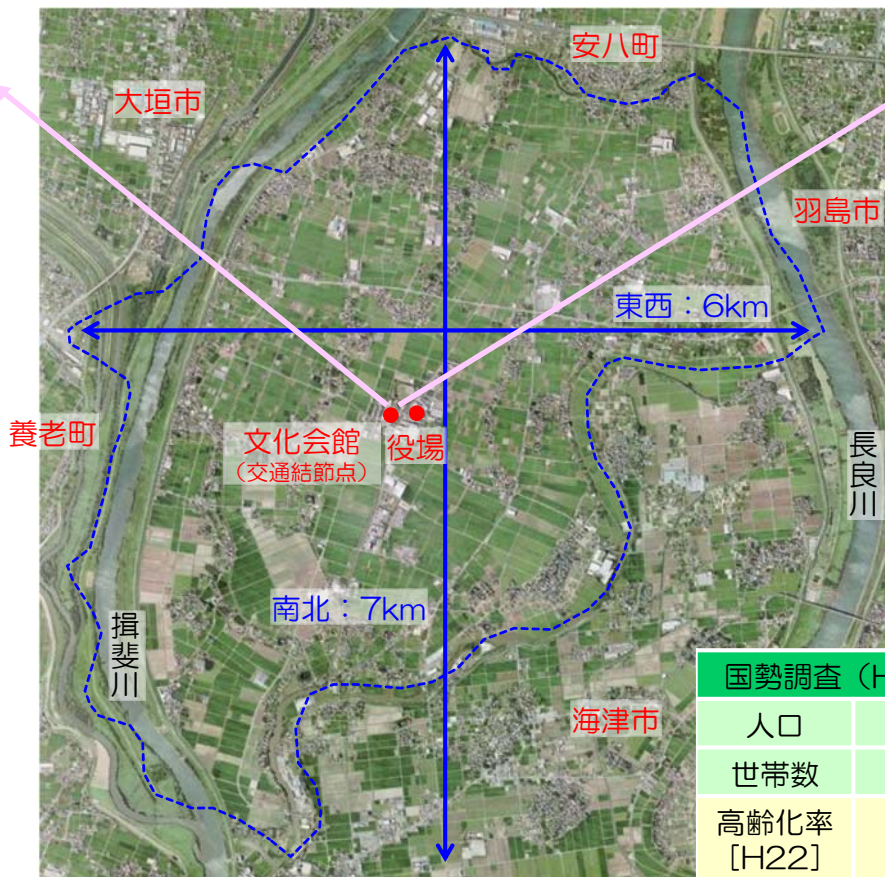 安八町
大垣市
羽島市
東西：6km
養老町
文化会館
（交通結節点）
役場
長良川
南北：7km
揖斐川
海津市
国勢調査（H
人口
世帯数
高齢化率
[H22]